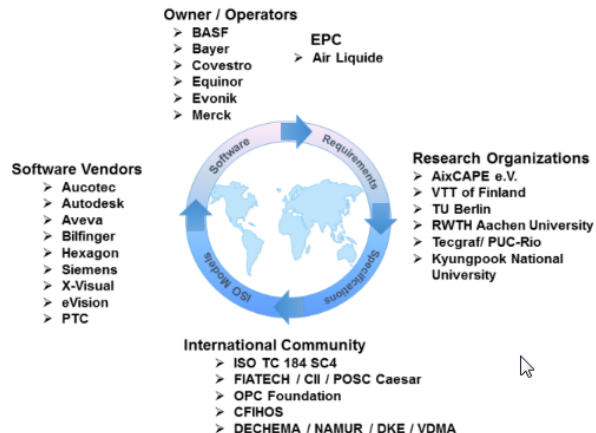 Owner / Operators
➢ BASF
➢ Bayer
➢ Covestro
➢ Equinor
➢ Evonik
➢ Merck
EPC
➢ Air Liquide
Software
Requirements
Specifications
ISO Models
Software Vendors
➢ Aucotec
➢ Autodesk
➢ Aveva
➢ Bilfinger
➢ Hexagon
➢ Siemens
➢ X-Visual
➢ eVision
➢ PTC
Research Organizations
➢ AixCAPE e.V.
➢ VTT of Finland
➢ TU Berlin
➢ RWTH Aachen University
➢ Tecgraf/ PUC-Rio
➢ Kyungpook National
University
International Community
➢ ISO TC 184 SC4
➢ FIATECH / CII / POSC Caesar
➢ OPC Foundation
➢ CFIHOS
➢ DECHEMA / NAMUR / DKE / VDMA